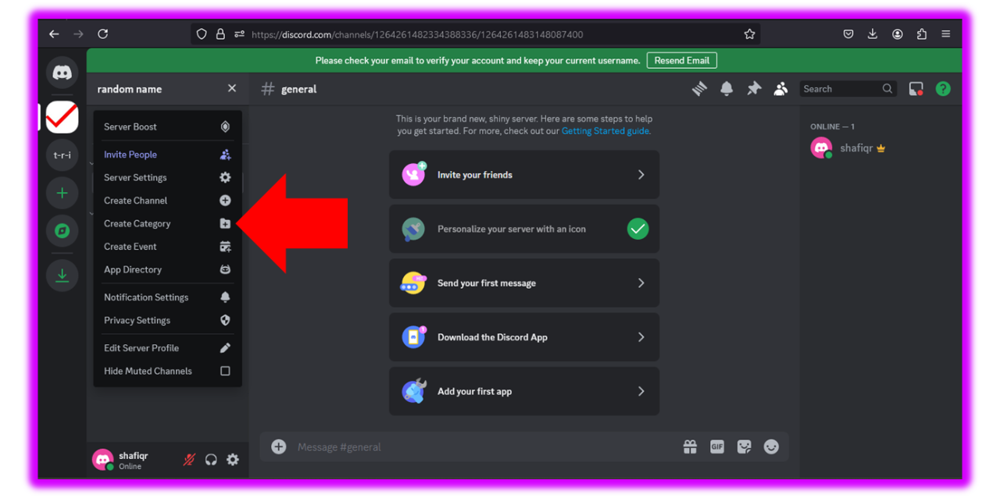 https://discord.com/channels/1264261482334388336/1264261483148087400
Please check your email to verify your account and keep your current username. Resend Email
random name
# general
Search
t-r-i
Server Boost
Invite People
Server Settings
Create Channel
Create Category
Create Event
App Directory
Notification Settings
Privacy Settings
Edit Server Profile
Hide Muted Channels
shafiqr
Online
This is your brand new, shiny server. Here are some steps to help
you get started. For more, check out our Getting Started guide.
Invite your friends
Personalize your server with an icon
Send your first message
Download the Discord App
Add your first app
Message #general
GIF
ONLINE — 1
shafiqr